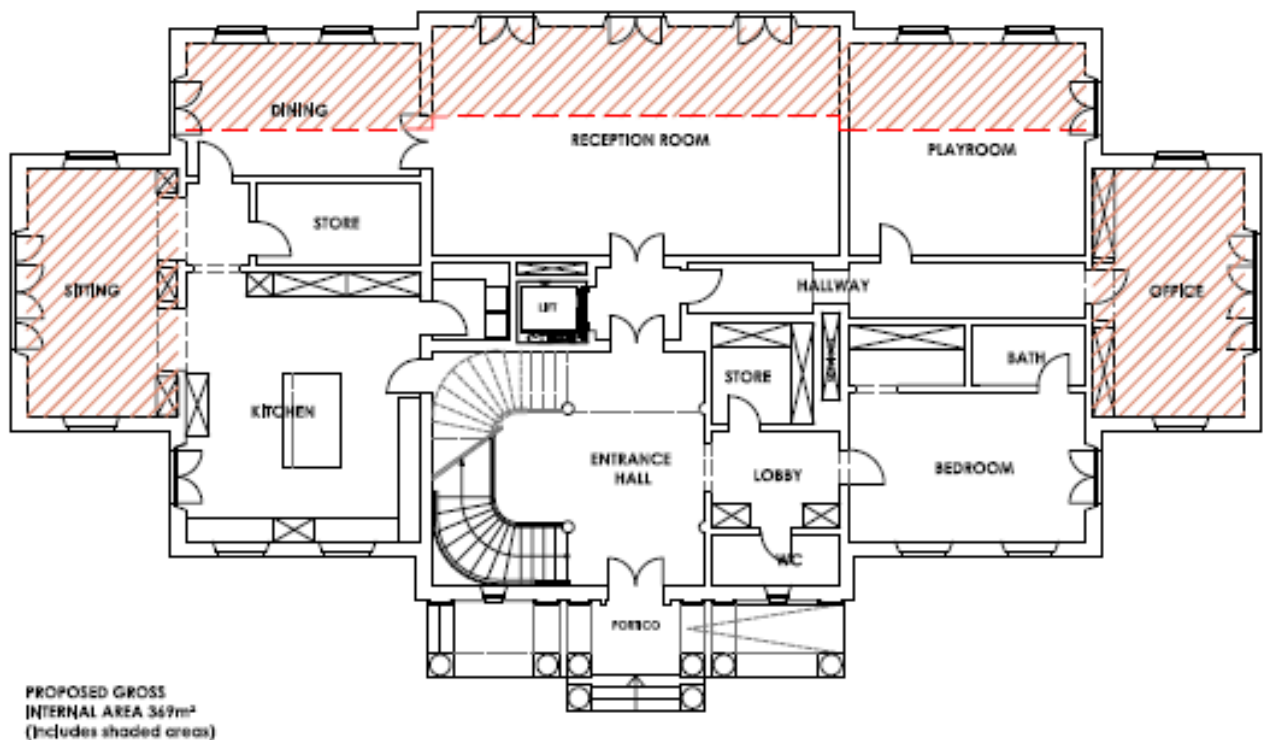 DINING
RECEPTION ROOM
PLAYROOM
STORE
SITTING
HALLWAY
OFFICE
LIFT
STORE
BATH
KITCHEN
ENTRANCE
HALL
LOBBY
BEDROOM
WC
PORTICO
PROPOSED GROSS
INTERNAL AREA 369m²
(Includes shaded areas)